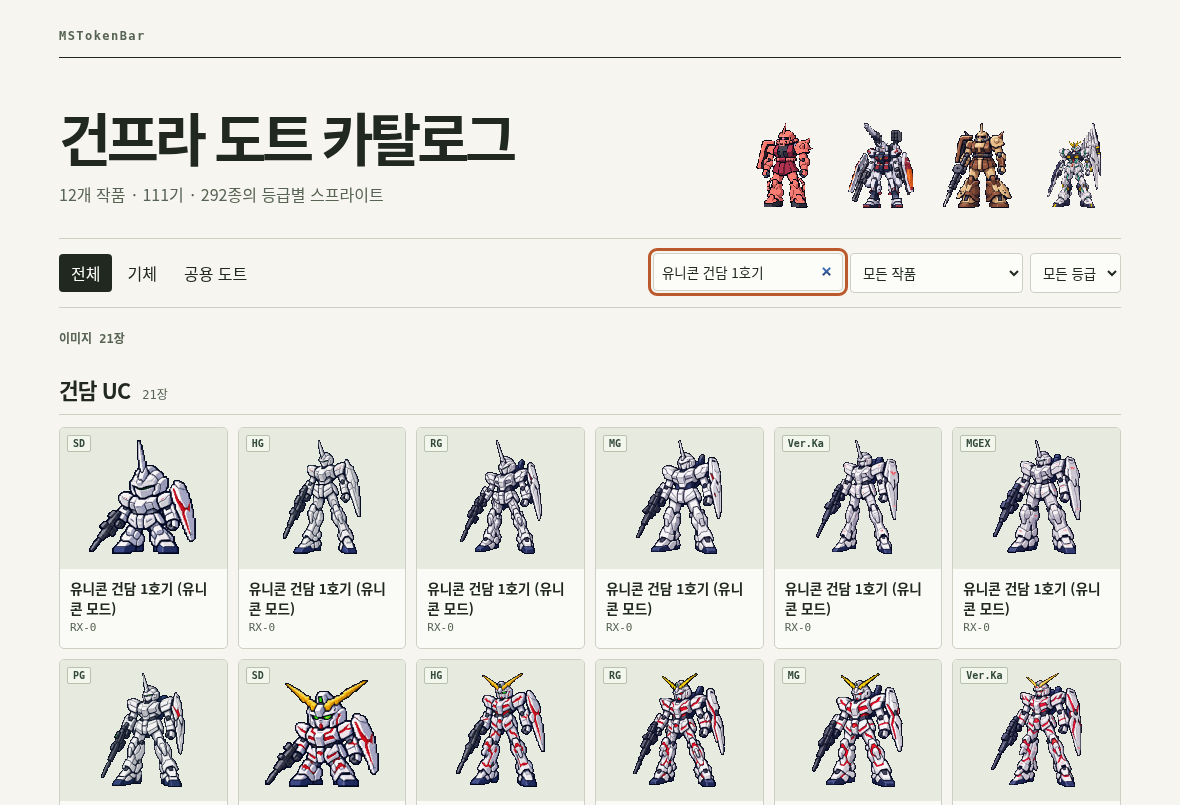 MSTokenBar
건프라 도트 카탈로그
12개 작품 · 111기 · 292종의 등급별 스프라이트
전체 기체 공용 도트 유니콘 건담 1호기 × 모든 작품 모든 등급
이미지 21장
건담 UC 21장
SD HG RG MG Ver.Ka MGEX
유니콘 건담 1호기 (유니콘 모드)
RX-0
유니콘 건담 1호기 (유니콘 모드)
RX-0
유니콘 건담 1호기 (유니콘 모드)
RX-0
유니콘 건담 1호기 (유니콘 모드)
RX-0
유니콘 건담 1호기 (유니콘 모드)
RX-0
유니콘 건담 1호기 (유니콘 모드)
RX-0
PG SD HG RG MG Ver.Ka